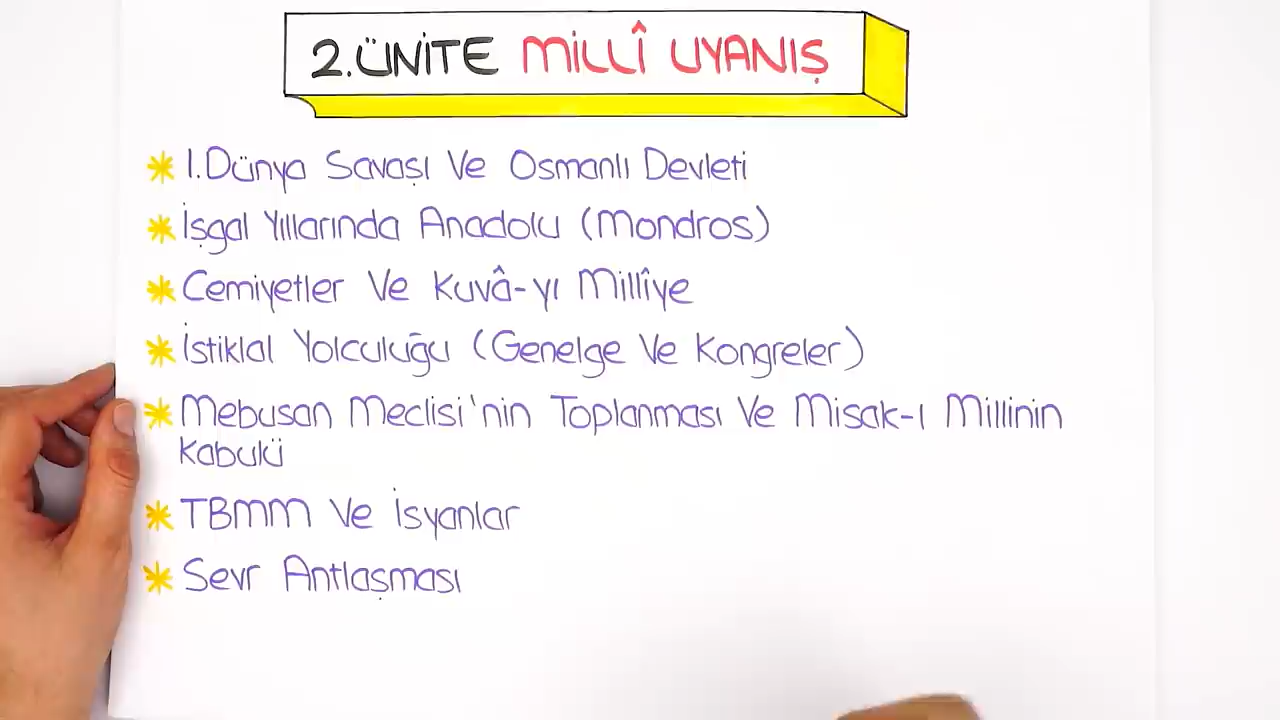 2.ÜNİTE MİLLÎ UYANIŞ
* I.Dünya Savaşı Ve Osmanlı Devleti
* İşgal Yıllarında Anadolu (Mondros)
* Cemiyetler Ve Kuvâ-yı Millîye
* İstiklal Yolculuğu (Genelge Ve Kongreler)
* Mebusan Meclisi'nin Toplanması Ve Misak-ı Millinin
Kabulü
* TBMM Ve İsyanlar
* Sevr Antlaşması